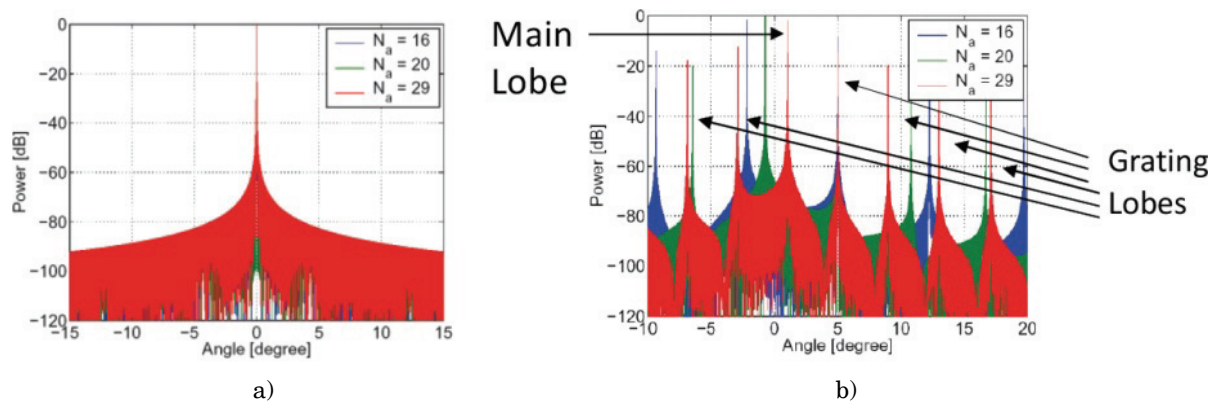 0
−20
−40
−60
−80
−100
−120
Power [dB]
−15
−10
−5
0
5
10
15
Angle [degree]
N_a = 16
N_a = 20
N_a = 29
a)
Main
Lobe
0
−20
−40
−60
−80
−100
−120
Power [dB]
−10
−5
0
5
10
15
20
Angle [degree]
N_a = 16
N_a = 20
N_a = 29
Grating
Lobes
b)